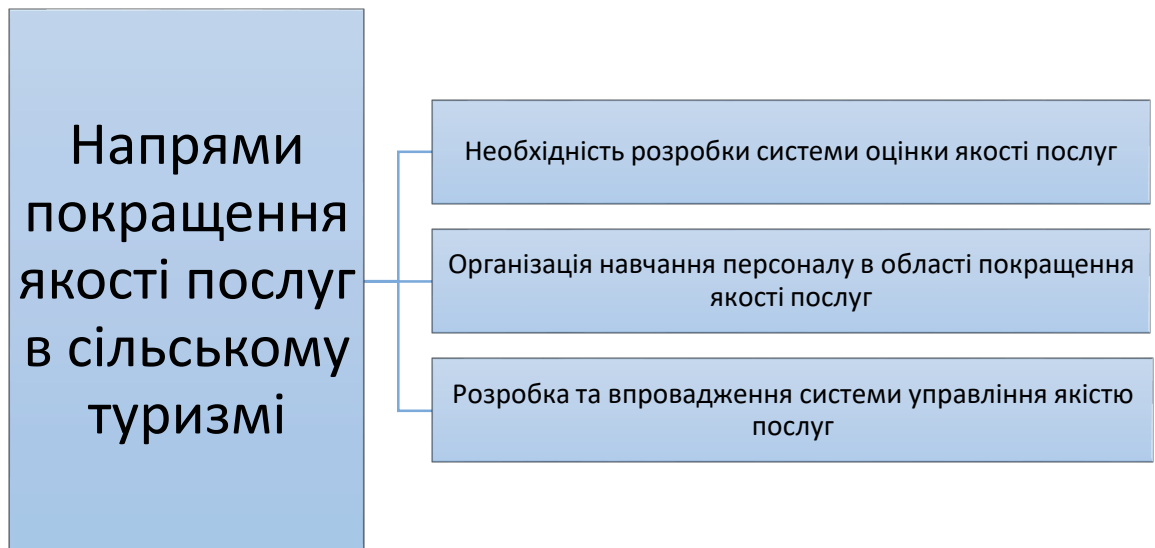 Напрями
покращення
якості послуг
в сільському
туризмі
Необхідність розробки системи оцінки якості послуг
Організація навчання персоналу в області покращення
якості послуг
Розробка та впровадження системи управління якістю
послуг